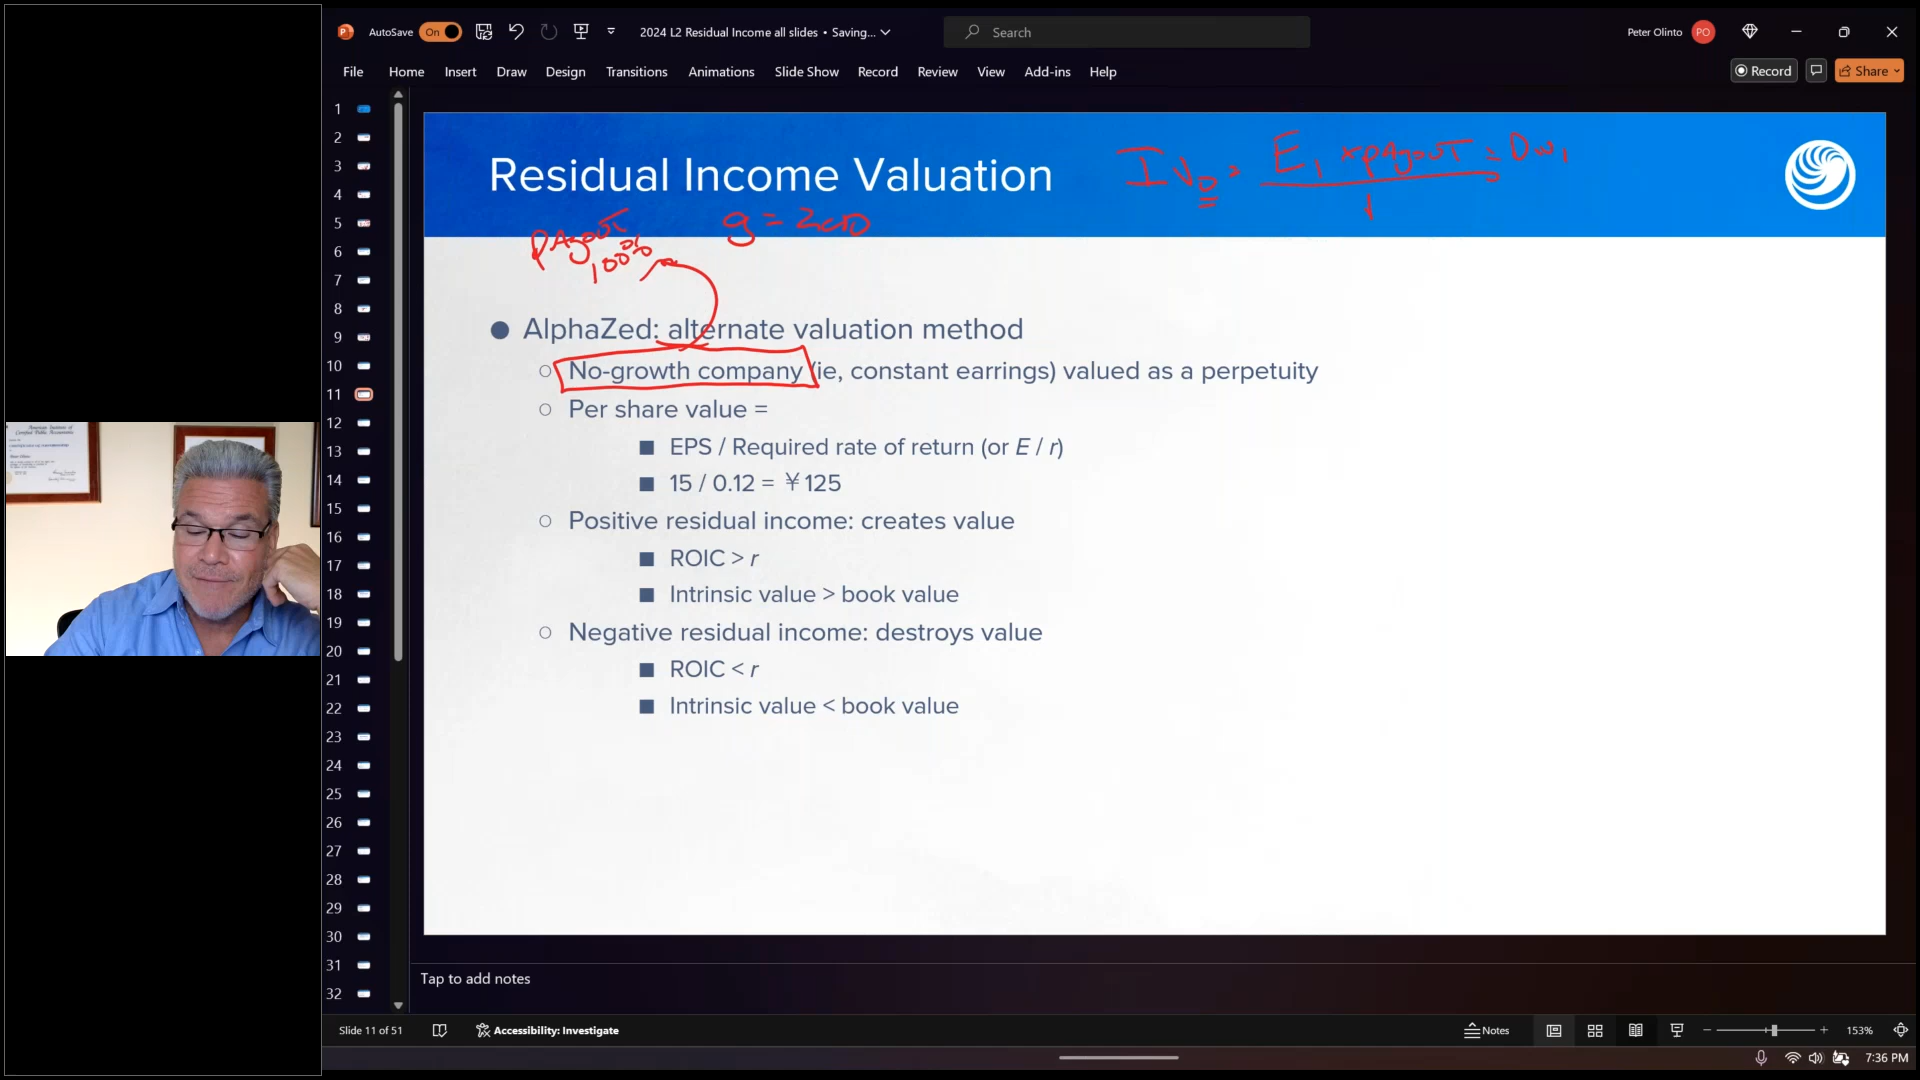 AutoSave On 2024 L2 Residual Income all slides • Saving... Search Peter Olinto PO
File Home Insert Draw Design Transitions Animations Slide Show Record Review View Add-ins Help Record Share
1
2
3
4
5
6
7
8
9
10
11
12
13
14
15
16
17
18
19
20
21
22
23
24
25
26
27
28
29
30
31
32
Residual Income Valuation
IV0 = E1 x PAyouT = Div1
PAyouT 100%
g = zero
AlphaZed: alternate valuation method
No-growth company (ie, constant earrings) valued as a perpetuity
Per share value =
EPS / Required rate of return (or E / r)
15 / 0.12 = ¥125
Positive residual income: creates value
ROIC > r
Intrinsic value > book value
Negative residual income: destroys value
ROIC < r
Intrinsic value < book value
Tap to add notes
Slide 11 of 51 Accessibility: Investigate Notes 153%
7:36 PM